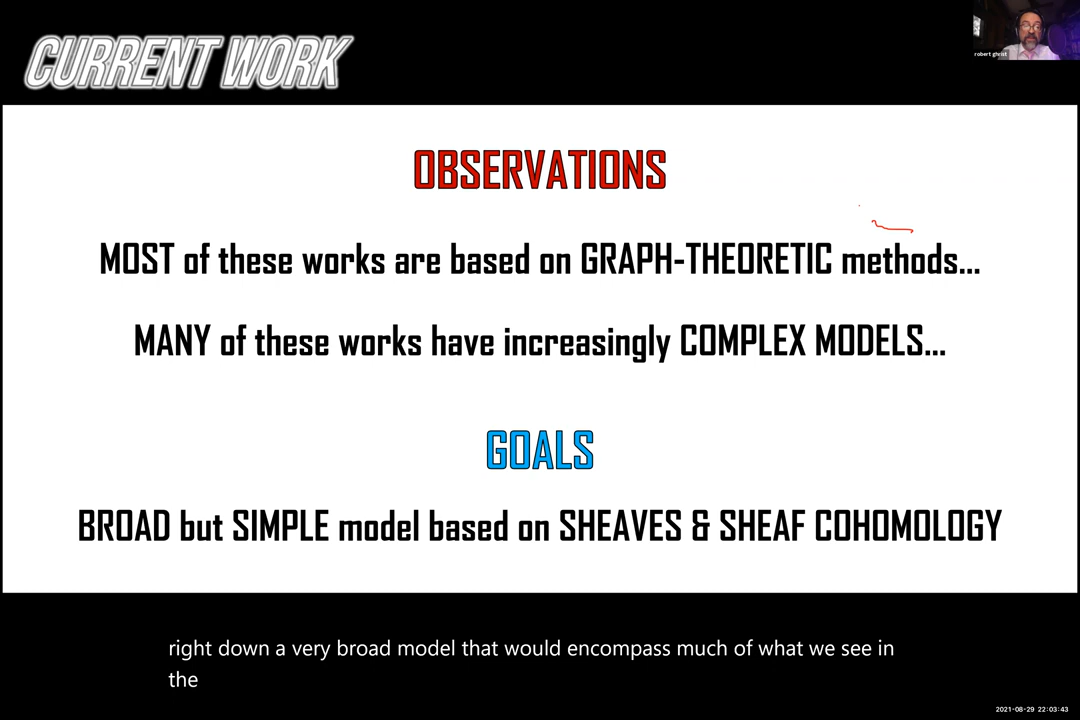 CURRENT WORK
robert ghrist
OBSERVATIONS
MOST of these works are based on GRAPH-THEORETIC methods...
MANY of these works have increasingly COMPLEX MODELS...
GOALS
BROAD but SIMPLE model based on SHEAVES & SHEAF COHOMOLOGY
right down a very broad model that would encompass much of what we see in
the
2021-08-29 22:03:43